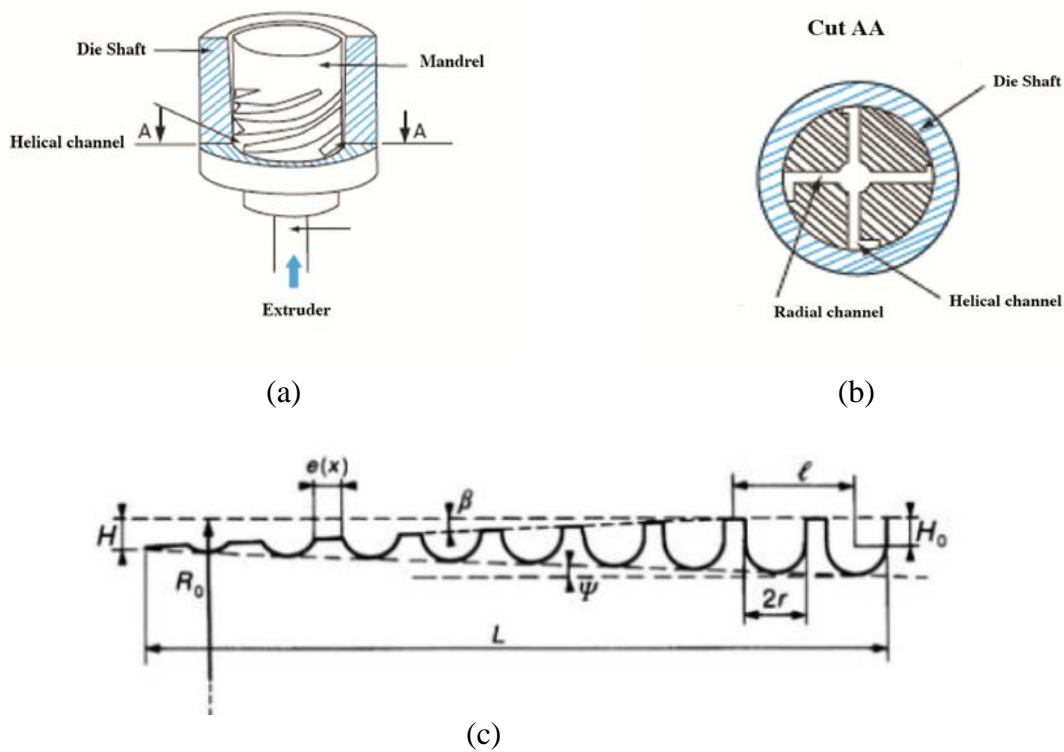 Die Shaft
Mandrel
A
A
Helical channel
Extruder
(a)
Cut AA
Die Shaft
Radial channel
Helical channel
(b)
e(x)
β
ℓ
H
H₀
R₀
Ψ
2r
L
(c)